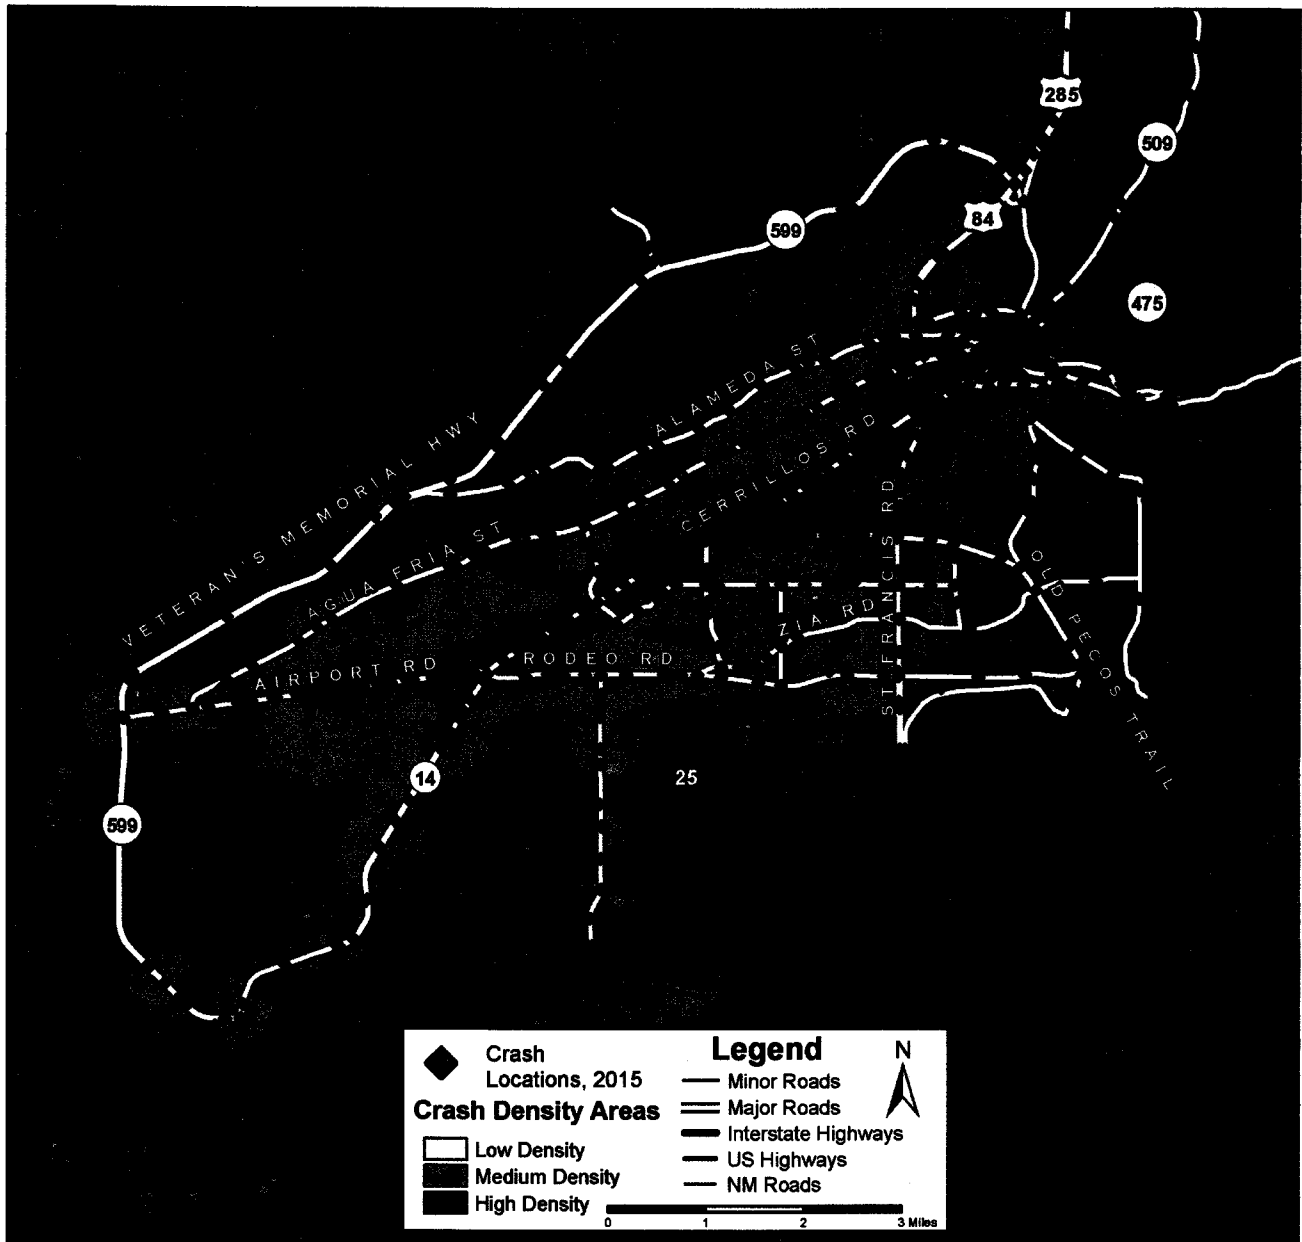 285
509
84
599
475
ALAMEDA ST
CERRILLOS RD
VETERAN'S MEMORIAL HWY
AGUA FRIA ST
ST FRANCIS RD
OLD PECOS TRAIL
ZIA RD
RODEO RD
AIRPORT RD
14
25
599
Legend
N
Crash
Locations, 2015
Crash Density Areas
Low Density
Medium Density
High Density
Minor Roads
Major Roads
Interstate Highways
US Highways
NM Roads
0 1 2 3 Miles